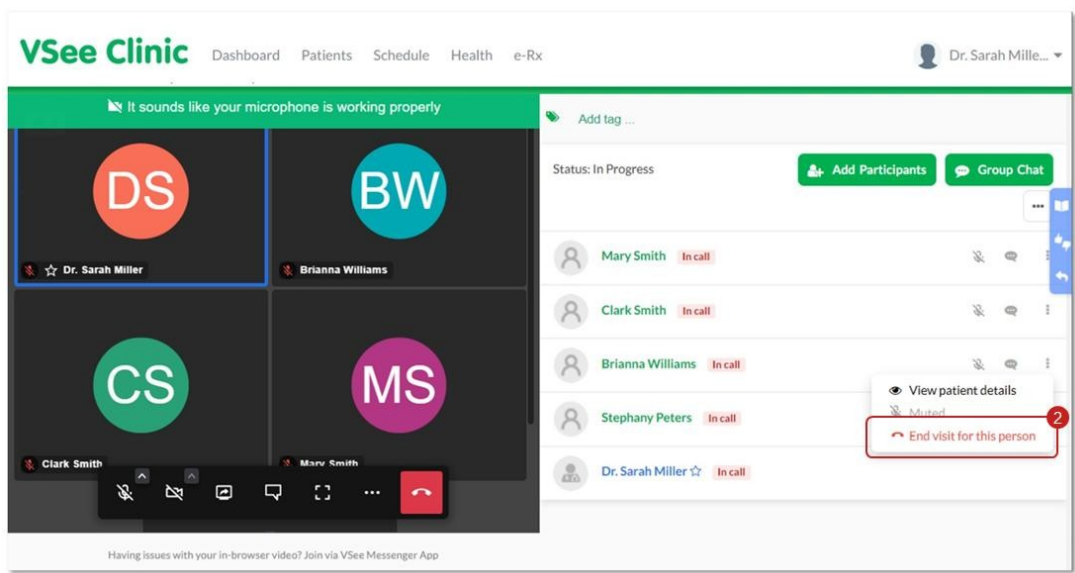 VSee Clinic Dashboard Patients Schedule Health e-Rx Dr. Sarah Mille...
It sounds like your microphone is working properly
DS
BW
Dr. Sarah Miller
Brianna Williams
CS
MS
Clark Smith
Mary Smith
Having issues with your in-browser video? Join via VSee Messenger App
Add tag ...
Status: In Progress
Add Participants
Group Chat
Mary Smith In call
Clark Smith In call
Brianna Williams In call
View patient details
Muted
2
End visit for this person
Stephany Peters In call
Dr. Sarah Miller In call